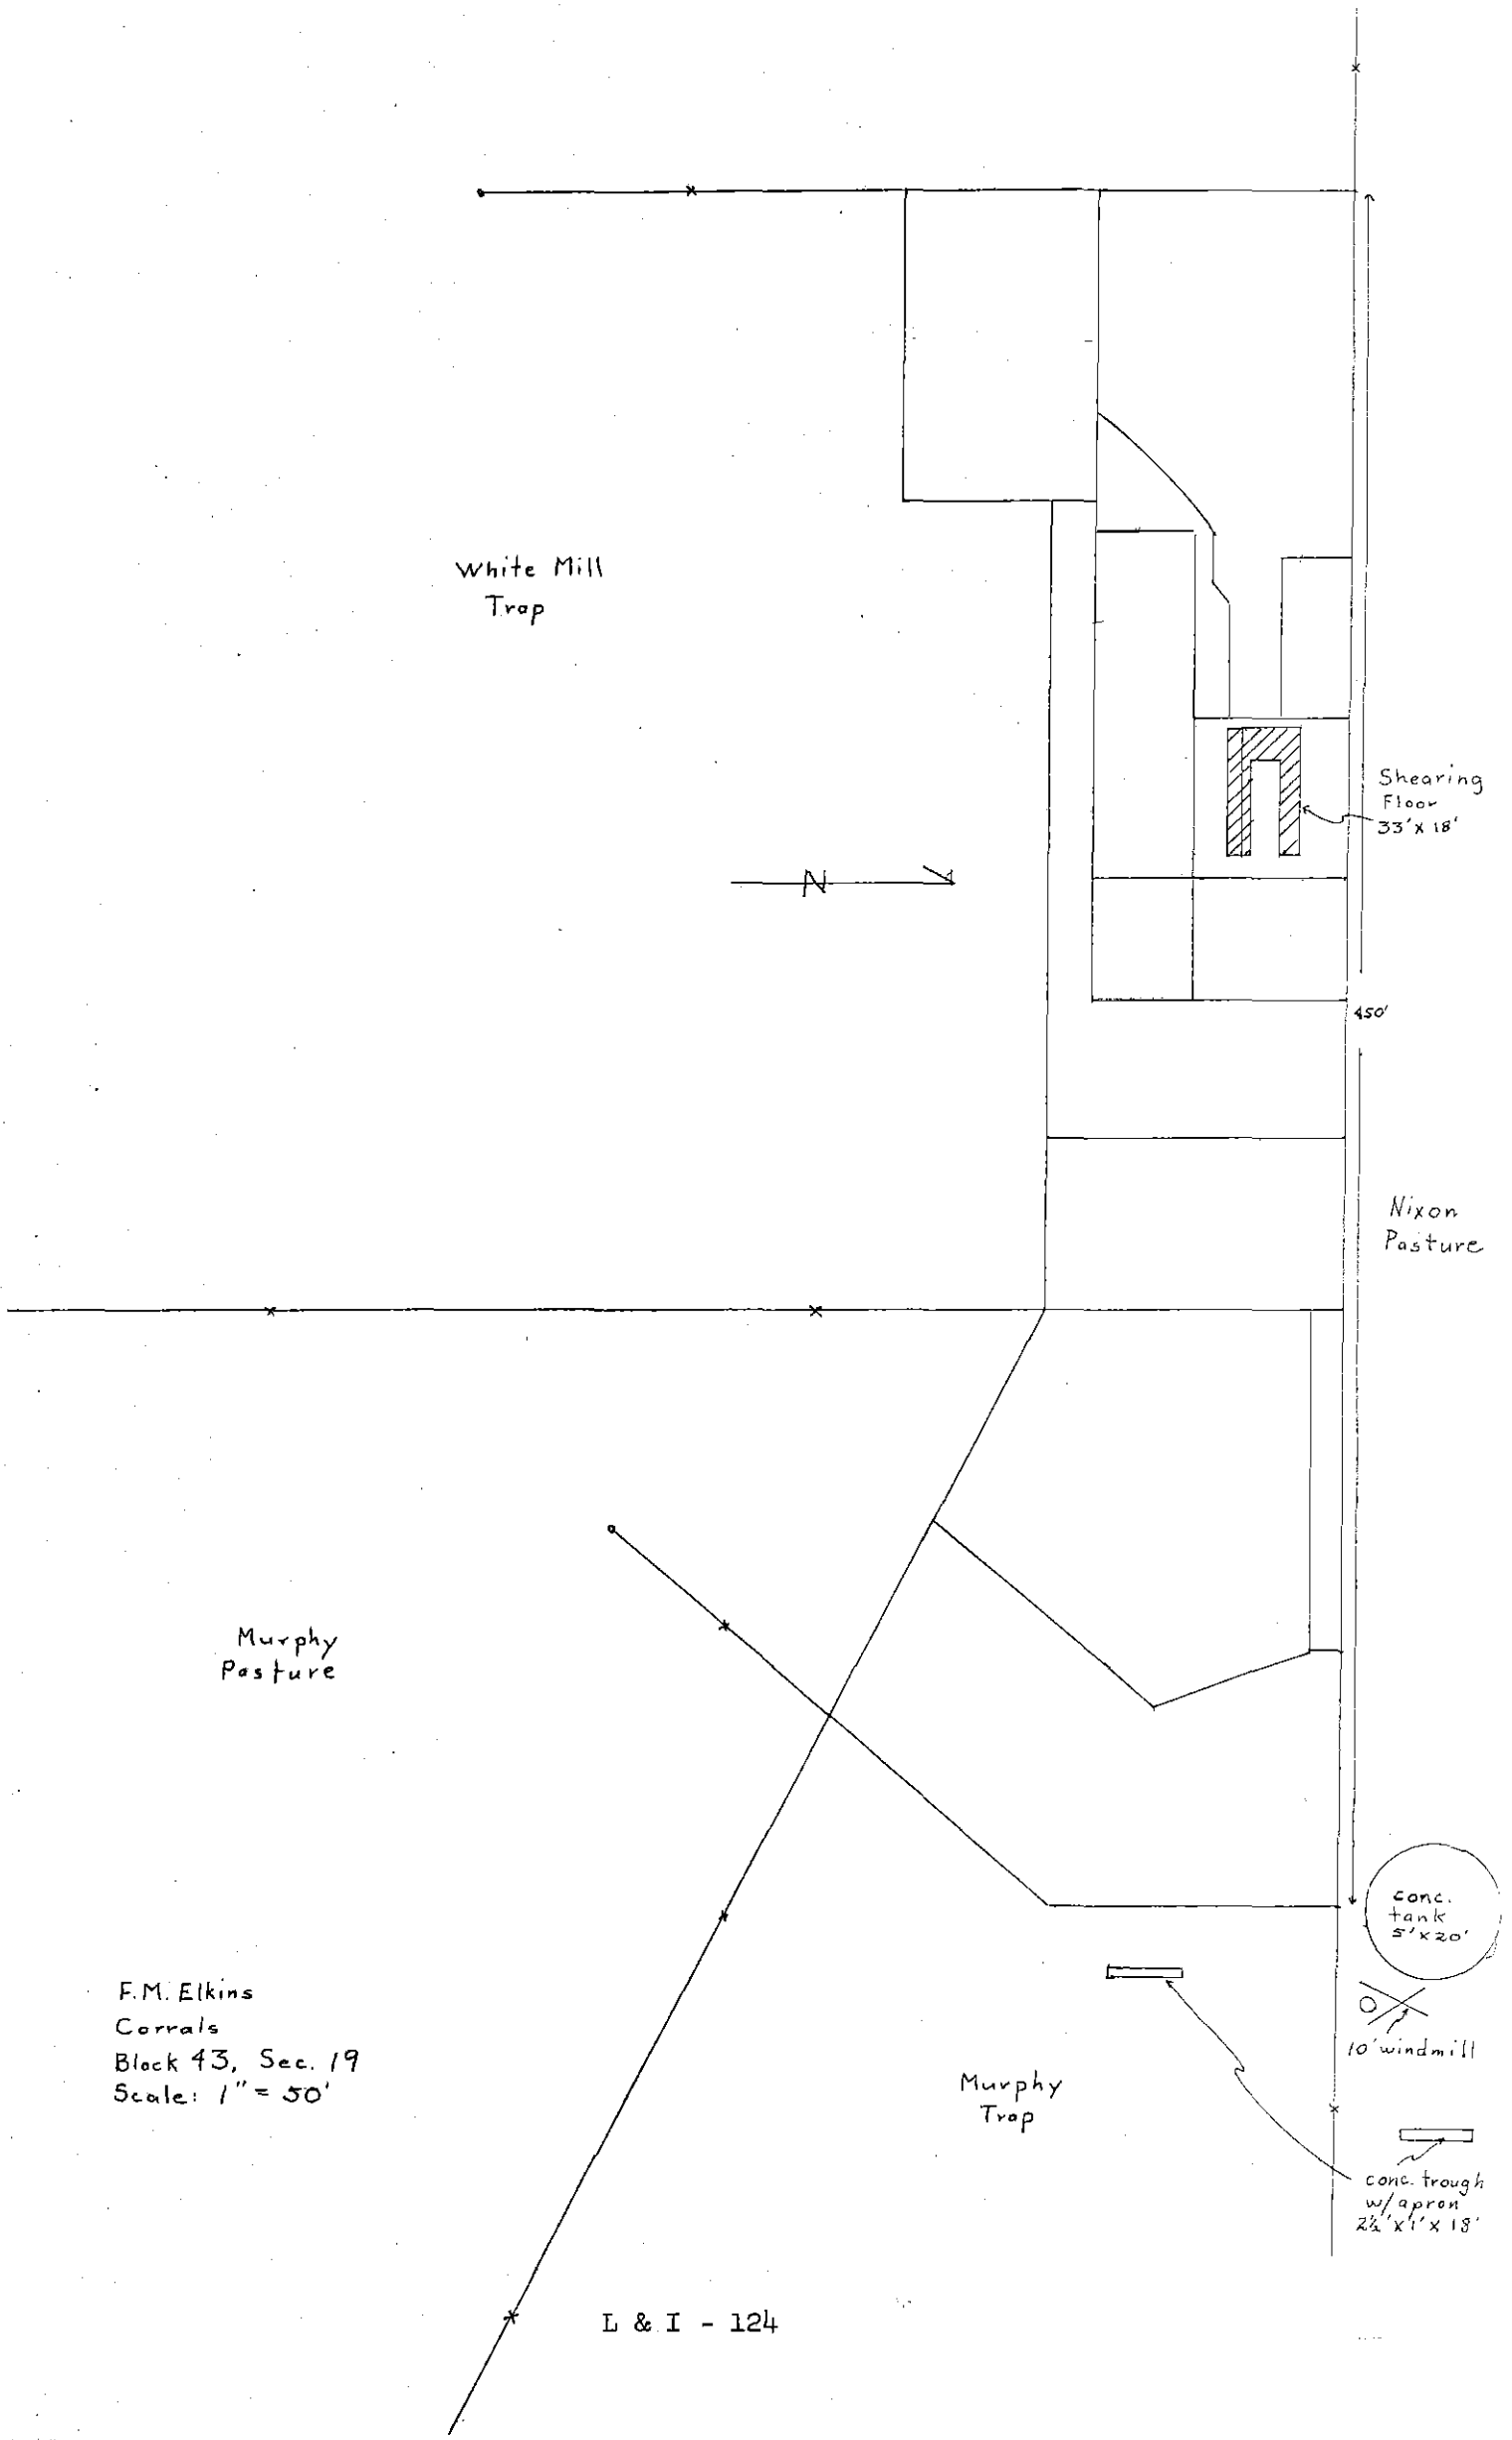 White Mill
Trap
Shearing
Floor
33' x 18'
N
450'
Nixon
Pasture
Murphy
Pasture
conc.
tank
5' x 20'
10' windmill
F.M. Elkins
Corrals
Block 43, Sec. 19
Scale: 1" = 50'
Murphy
Trap
conc. trough
w/ apron
2½' x 1' x 18'
L & I - 124